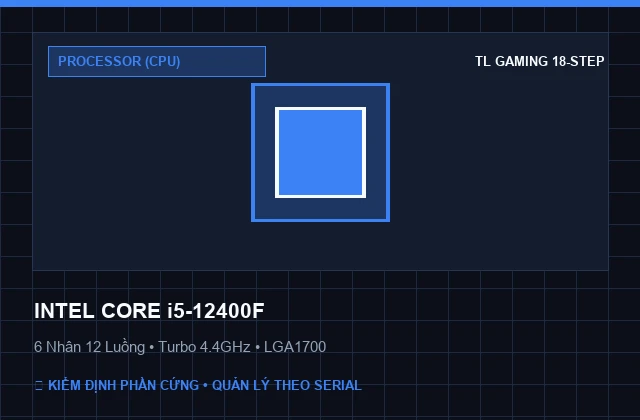 PROCESSOR (CPU)
TL GAMING 18-STEP
INTEL CORE i5-12400F
6 Nhân 12 Luồng • Turbo 4.4GHz • LGA1700
KIỂM ĐỊNH PHẦN CỨNG • QUẢN LÝ THEO SERIAL